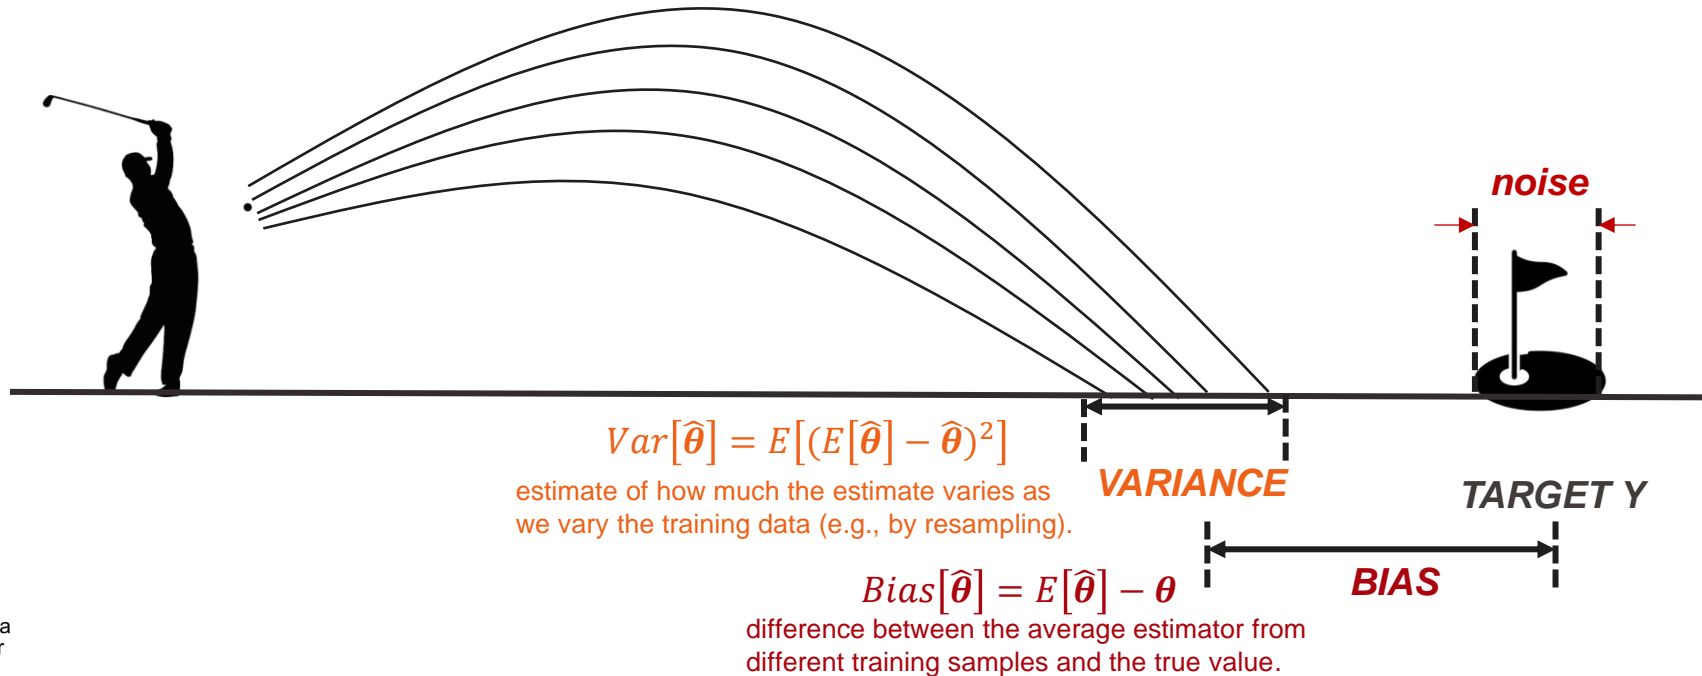 noise
Var[θ̂] = E[(E[θ̂] − θ̂)²]
estimate of how much the estimate varies as
we vary the training data (e.g., by resampling).
VARIANCE
TARGET Y
BIAS
Bias[θ̂] = E[θ̂] − θ
difference between the average estimator from
different training samples and the true value.
a
r